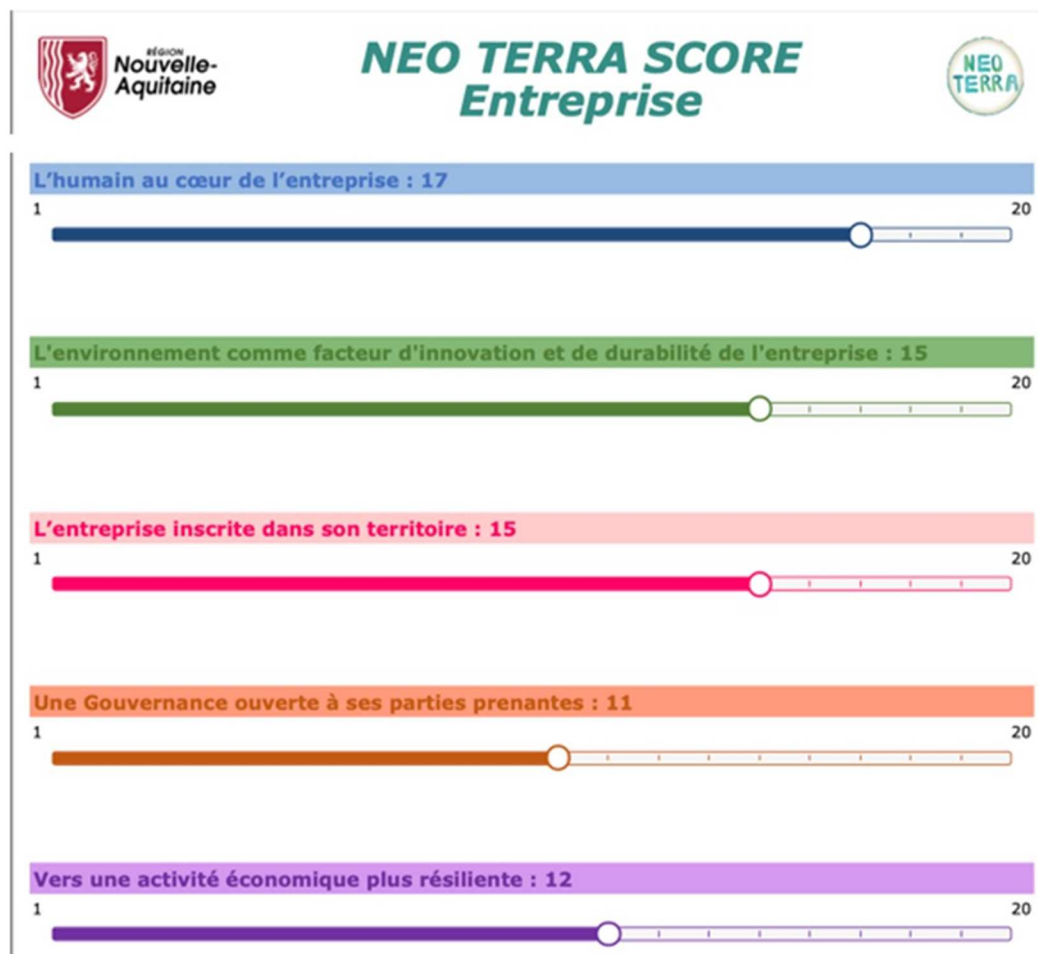 RÉGION
Nouvelle-
Aquitaine
NEO TERRA SCORE
Entreprise
NEO
TERRA
L’humain au cœur de l’entreprise : 17
1
20
L'environnement comme facteur d'innovation et de durabilité de l'entreprise : 15
1
20
L’entreprise inscrite dans son territoire : 15
1
20
Une Gouvernance ouverte à ses parties prenantes : 11
1
20
Vers une activité économique plus résiliente : 12
1
20